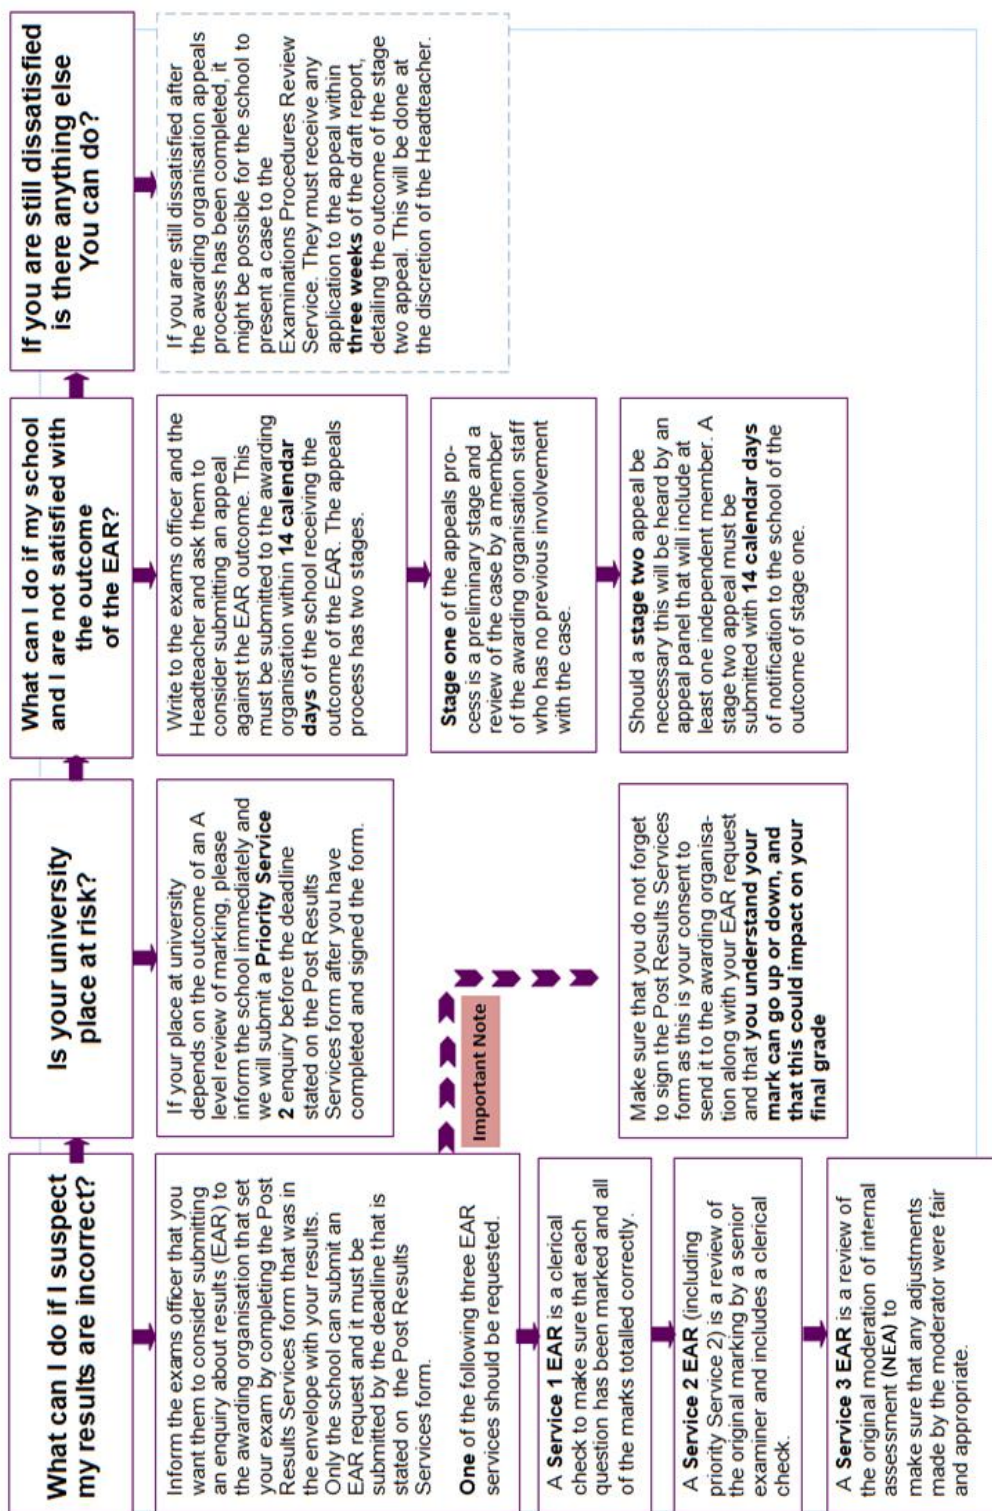 What can I do if I suspect
my results are incorrect?
Inform the exams officer that you
want them to consider submitting
an enquiry about results (EAR) to
the awarding organisation that set
your exam by completing the Post
Results Services form that was in
the envelope with your results.
Only the school can submit an
EAR request and it must be
submitted by the deadline that is
stated on  the Post Results
Services form.
One of the following three EAR
services should be requested.
A Service 1 EAR is a clerical
check to make sure that each
question has been marked and all
of the marks totalled correctly.
A Service 2 EAR (including
priority Service 2) is a review of
the original marking by a senior
examiner and includes a clerical
check.
A Service 3 EAR is a review of
the original moderation of internal
assessment (NEA) to
make sure that any adjustments
made by the moderator were fair
and appropriate.
Is your university
place at risk?
If your place at university
depends on the outcome of an A
level review of marking, please
inform the school immediately and
we will submit a Priority Service
2 enquiry before the deadline
stated on the Post Results
Services form after you have
completed and signed the form.
Important Note
Make sure that you do not forget
to sign the Post Results Services
form as this is your consent to
send it to the awarding organisa-
tion along with your EAR request
and that you understand your
mark can go up or down, and
that this could impact on your
final grade
What can I do if my school
and I are not satisfied with
the outcome
of the EAR?
Write to the exams officer and the
Headteacher and ask them to
consider submitting an appeal
against the EAR outcome. This
must be submitted to the awarding
organisation within 14 calendar
days of the school receiving the
outcome of the EAR. The appeals
process has two stages.
Stage one of the appeals pro-
cess is a preliminary stage and a
review of the case by a member
of the awarding organisation staff
who has no previous involvement
with the case.
Should a stage two appeal be
necessary this will be heard by an
appeal panel that will include at
least one independent member. A
stage two appeal must be
submitted with 14 calendar days
of notification to the school of the
outcome of stage one.
If you are still dissatisfied
is there anything else
You can do?
If you are still dissatisfied after
the awarding organisation appeals
process has been completed, it
might be possible for the school to
present a case to the
Examinations Procedures Review
Service. They must receive any
application to the appeal within
three weeks of the draft report,
detailing the outcome of the stage
two appeal. This will be done at
the discretion of the Headteacher.